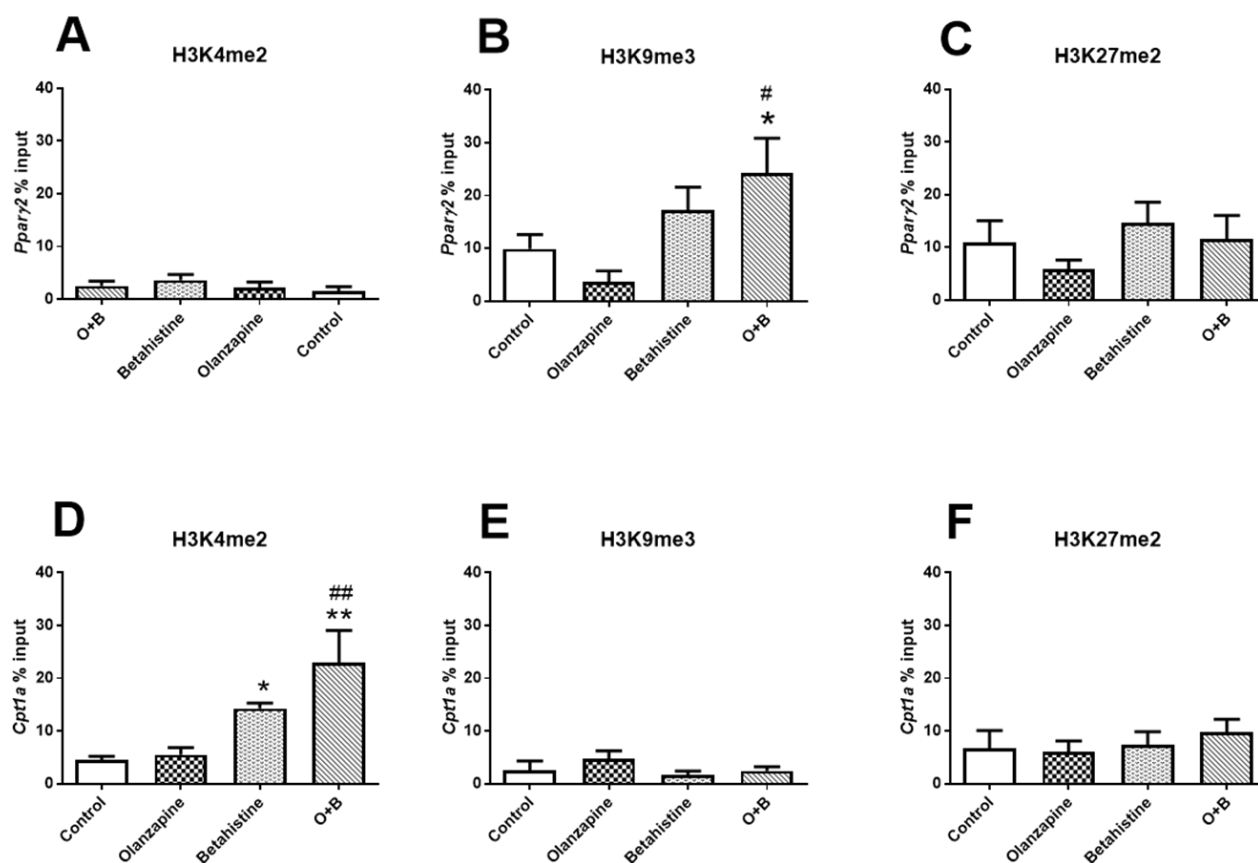 A
H3K4me2
Pparγ2 % input
40
30
20
10
0
O+B
Betahistine
Olanzapine
Control
B
H3K9me3
Pparγ2 % input
40
30
20
10
0
#
*
Control
Olanzapine
Betahistine
O+B
C
H3K27me2
Pparγ2 % input
40
30
20
10
0
Control
Olanzapine
Betahistine
O+B
D
H3K4me2
Cpt1a % input
40
30
20
10
0
*
##
**
Control
Olanzapine
Betahistine
O+B
E
H3K9me3
Cpt1a % input
40
30
20
10
0
Control
Olanzapine
Betahistine
O+B
F
H3K27me2
Cpt1a % input
40
30
20
10
0
Control
Olanzapine
Betahistine
O+B